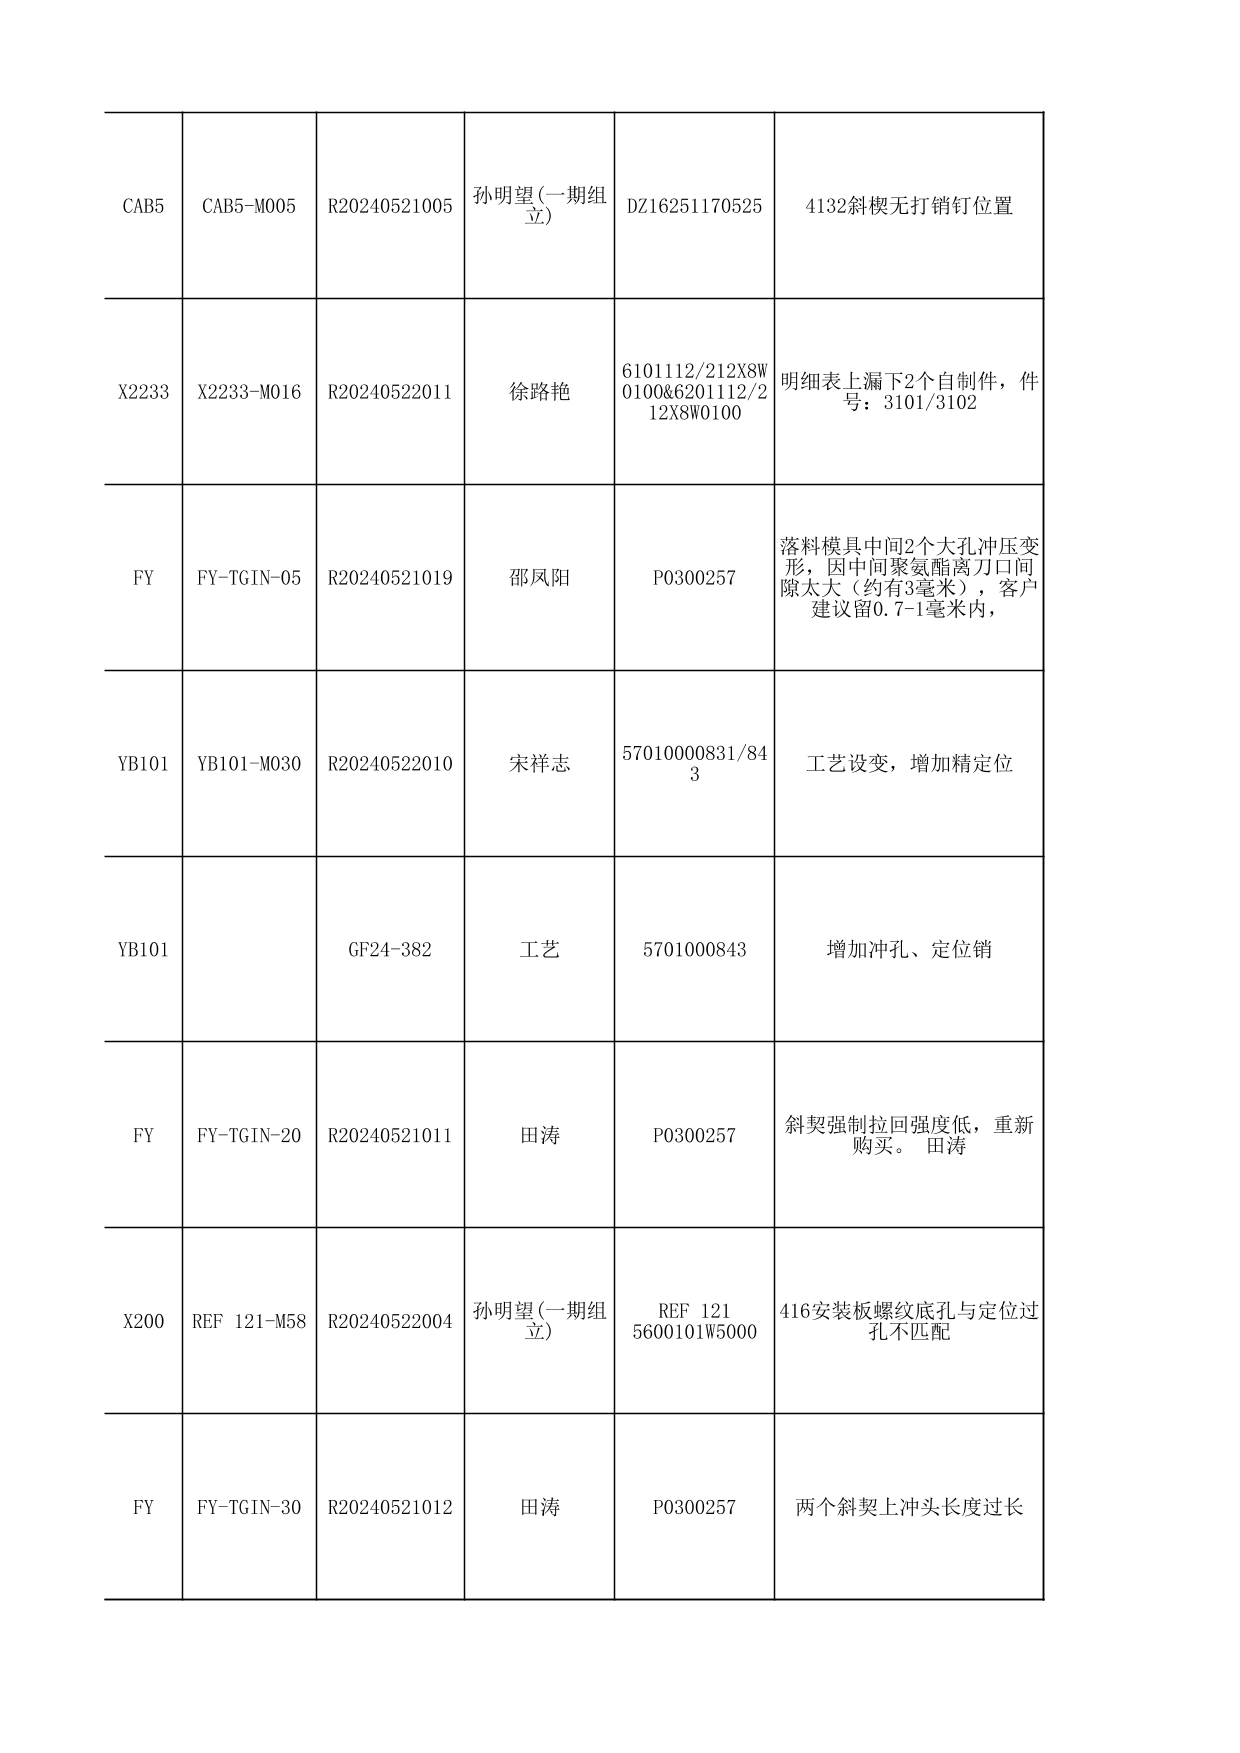 CAB5
CAB5-M005
R20240521005
孙明望(一期组
立)
DZ16251170525
4132斜楔无打销钉位置
X2233
X2233-M016
R20240522011
徐路艳
6101112/212X8W
0100&6201112/2
12X8W0100
明细表上漏下2个自制件，件
号：3101/3102
FY
FY-TGIN-05
R20240521019
邵凤阳
P0300257
落料模具中间2个大孔冲压变
形，因中间聚氨酯离刀口间
隙太大（约有3毫米），客户
建议留0.7-1毫米内，
YB101
YB101-M030
R20240522010
宋祥志
57010000831/84
3
工艺设变，增加精定位
YB101
GF24-382
工艺
5701000843
增加冲孔、定位销
FY
FY-TGIN-20
R20240521011
田涛
P0300257
斜契强制拉回强度低，重新
购买。 田涛
X200
REF 121-M58
R20240522004
孙明望(一期组
立)
REF 121
5600101W5000
416安装板螺纹底孔与定位过
孔不匹配
FY
FY-TGIN-30
R20240521012
田涛
P0300257
两个斜契上冲头长度过长